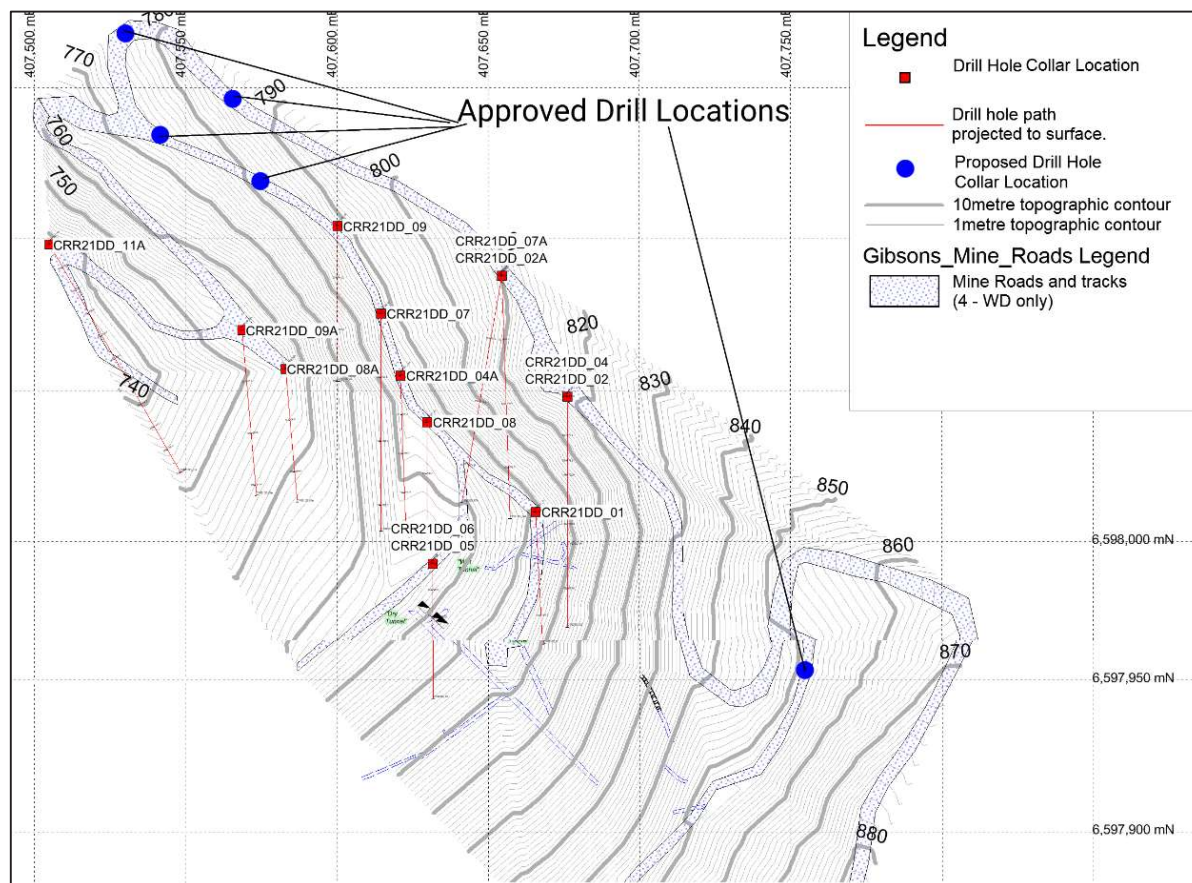 407,500 mE
407,550 mE
407,600 mE
407,650 mE
407,700 mE
407,750 mE
780
770
790
760
800
750
Approved Drill Locations
CRR21DD_11A
CRR21DD_09
CRR21DD_07A
CRR21DD_02A
CRR21DD_07
CRR21DD_09A
CRR21DD_08A
CRR21DD_04A
CRR21DD_04
CRR21DD_02
820
830
740
CRR21DD_08
840
850
CRR21DD_01
CRR21DD_06
CRR21DD_05
6,598,000 mN
860
"Dry
Tunnel"
870
6,597,950 mN
6,597,900 mN
880
Legend
Drill Hole Collar Location
Drill hole path
projected to surface.
Proposed Drill Hole
Collar Location
10metre topographic contour
1metre topographic contour
Gibsons_Mine_Roads Legend
Mine Roads and tracks
(4 - WD only)